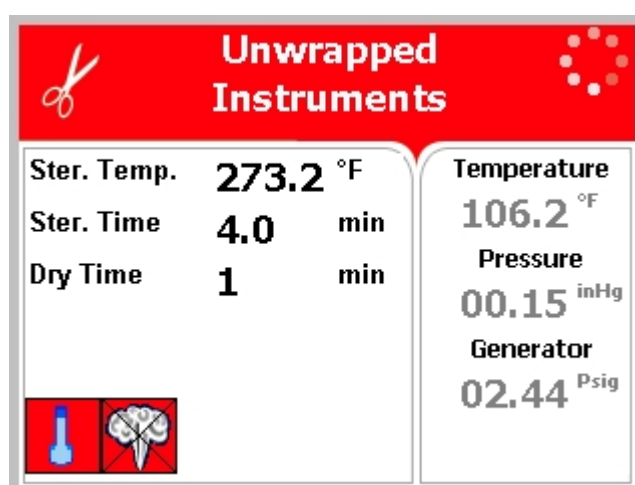 Unwrapped
Instruments
Ster. Temp. 273.2 °F
Ster. Time 4.0 min
Dry Time 1 min
Temperature
106.2 °F
Pressure
00.15 inHg
Generator
02.44 Psig